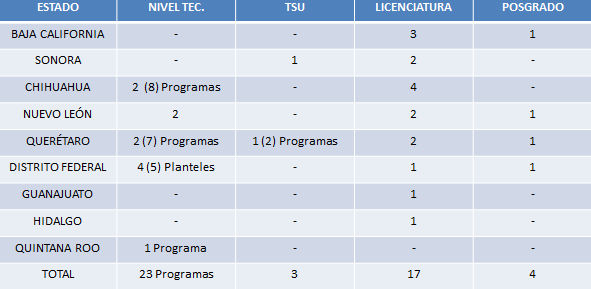 ESTADO NIVEL TEC. TSU LICENCIATURA POSGRADO
BAJA CALIFORNIA - - 3 1
SONORA - 1 2 -
CHIHUAHUA 2 (8) Programas - 4 -
NUEVO LEÓN 2 - 2 1
QUERÉTARO 2 (7) Programas 1 (2) Programas 2 1
DISTRITO FEDERAL 4 (5) Planteles - 1 1
GUANAJUATO - - 1 -
HIDALGO - - 1 -
QUINTANA ROO 1 Programa - - -
TOTAL 23 Programas 3 17 4